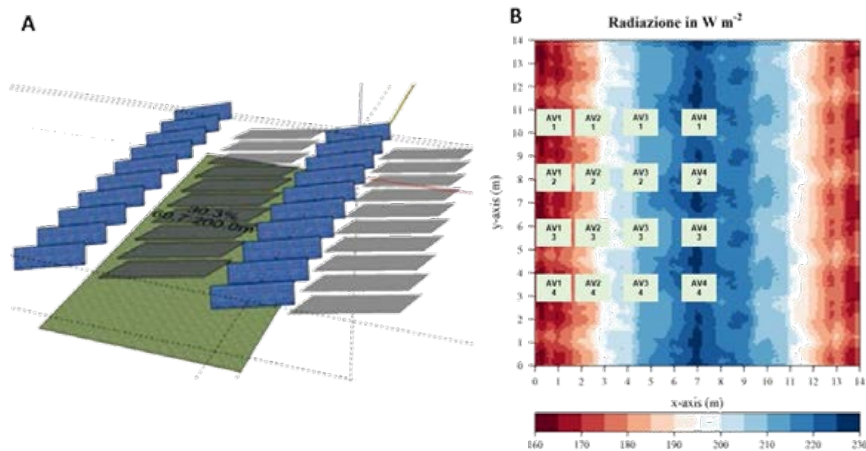 A
30.3%
B
Radiazione in W m-2
y-axis (m)
14
13
12
11
10
9
8
7
6
5
4
3
2
1
0
AV1 1
AV2 1
AV3 1
AV4 1
AV1 2
AV2 2
AV3 2
AV4 2
AV1 3
AV2 3
AV3 3
AV4 3
AV1 4
AV2 4
AV3 4
AV4 4
0 1 2 3 4 5 6 7 8 9 10 11 12 13 14
x-axis (m)
160 170 180 190 200 210 220 230